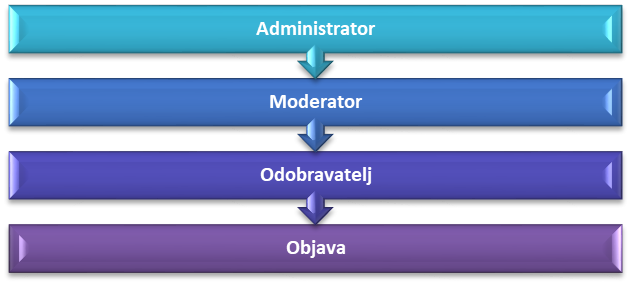 Administrator
Moderator
Odobravatelj
Objava